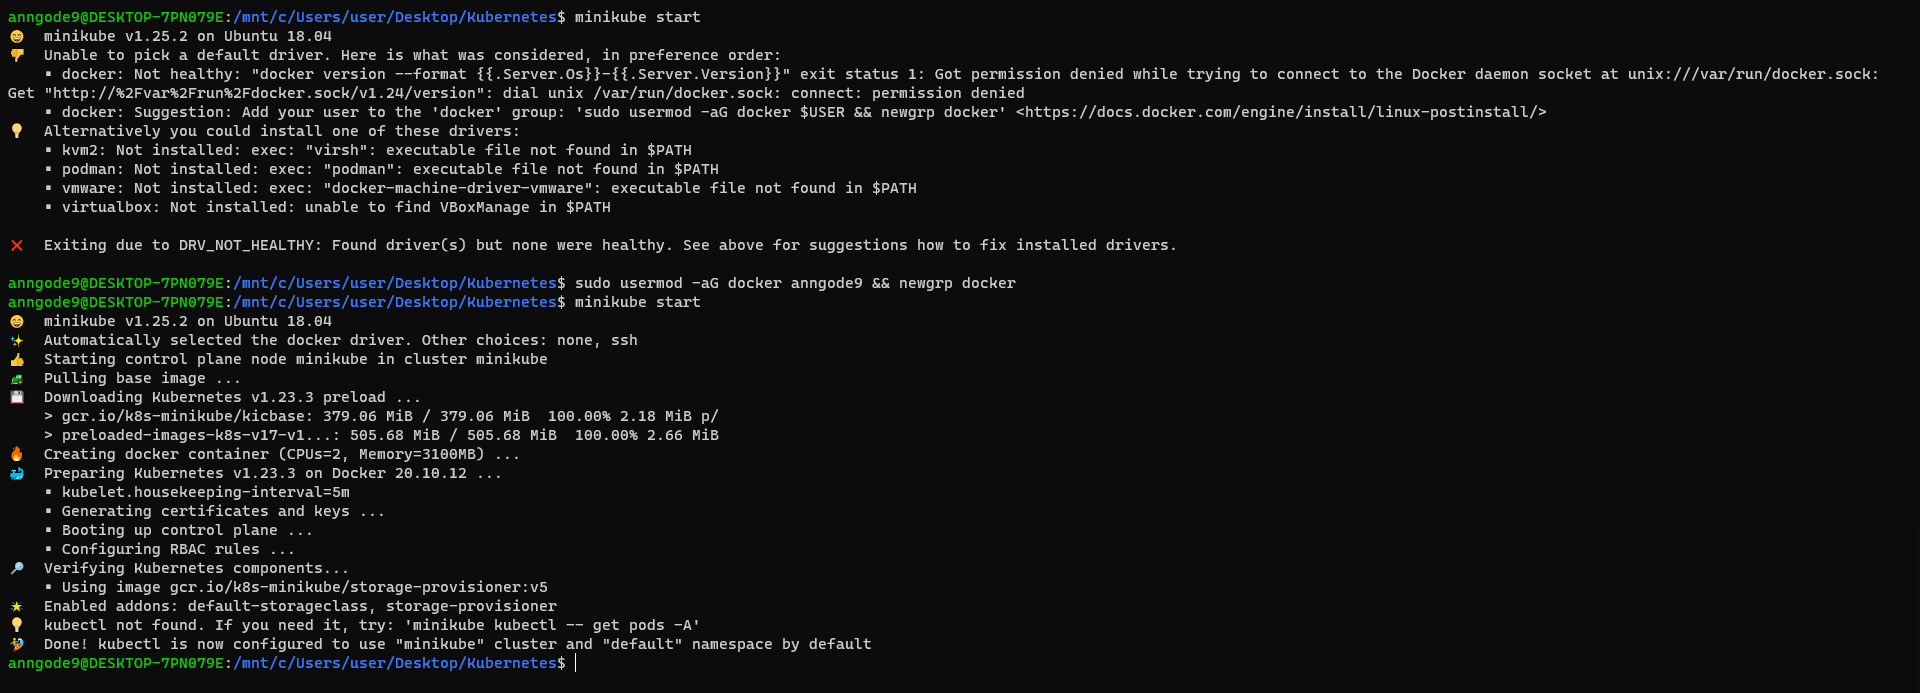 anngode9@DESKTOP-7PN079E:/mnt/c/Users/user/Desktop/Kubernetes$ minikube start
😄  minikube v1.25.2 on Ubuntu 18.04
👎  Unable to pick a default driver. Here is what was considered, in preference order:
    ▪ docker: Not healthy: "docker version --format {{.Server.Os}}-{{.Server.Version}}" exit status 1: Got permission denied while trying to connect to the Docker daemon socket at unix:///var/run/docker.sock:
Get "http://%2Fvar%2Frun%2Fdocker.sock/v1.24/version": dial unix /var/run/docker.sock: connect: permission denied
    ▪ docker: Suggestion: Add your user to the 'docker' group: 'sudo usermod -aG docker $USER && newgrp docker' <https://docs.docker.com/engine/install/linux-postinstall/>
💡  Alternatively you could install one of these drivers:
    ▪ kvm2: Not installed: exec: "virsh": executable file not found in $PATH
    ▪ podman: Not installed: exec: "podman": executable file not found in $PATH
    ▪ vmware: Not installed: exec: "docker-machine-driver-vmware": executable file not found in $PATH
    ▪ virtualbox: Not installed: unable to find VBoxManage in $PATH
❌  Exiting due to DRV_NOT_HEALTHY: Found driver(s) but none were healthy. See above for suggestions how to fix installed drivers.
anngode9@DESKTOP-7PN079E:/mnt/c/Users/user/Desktop/Kubernetes$ sudo usermod -aG docker anngode9 && newgrp docker
anngode9@DESKTOP-7PN079E:/mnt/c/Users/user/Desktop/Kubernetes$ minikube start
😄  minikube v1.25.2 on Ubuntu 18.04
✨  Automatically selected the docker driver. Other choices: none, ssh
👍  Starting control plane node minikube in cluster minikube
🚜  Pulling base image ...
💾  Downloading Kubernetes v1.23.3 preload ...
    > gcr.io/k8s-minikube/kicbase: 379.06 MiB / 379.06 MiB  100.00% 2.18 MiB p/
    > preloaded-images-k8s-v17-v1...: 505.68 MiB / 505.68 MiB  100.00% 2.66 MiB
🔥  Creating docker container (CPUs=2, Memory=3100MB) ...
🐳  Preparing Kubernetes v1.23.3 on Docker 20.10.12 ...
    ▪ kubelet.housekeeping-interval=5m
    ▪ Generating certificates and keys ...
    ▪ Booting up control plane ...
    ▪ Configuring RBAC rules ...
🔎  Verifying Kubernetes components...
    ▪ Using image gcr.io/k8s-minikube/storage-provisioner:v5
🌟  Enabled addons: default-storageclass, storage-provisioner
💡  kubectl not found. If you need it, try: 'minikube kubectl -- get pods -A'
🏄  Done! kubectl is now configured to use "minikube" cluster and "default" namespace by default
anngode9@DESKTOP-7PN079E:/mnt/c/Users/user/Desktop/Kubernetes$